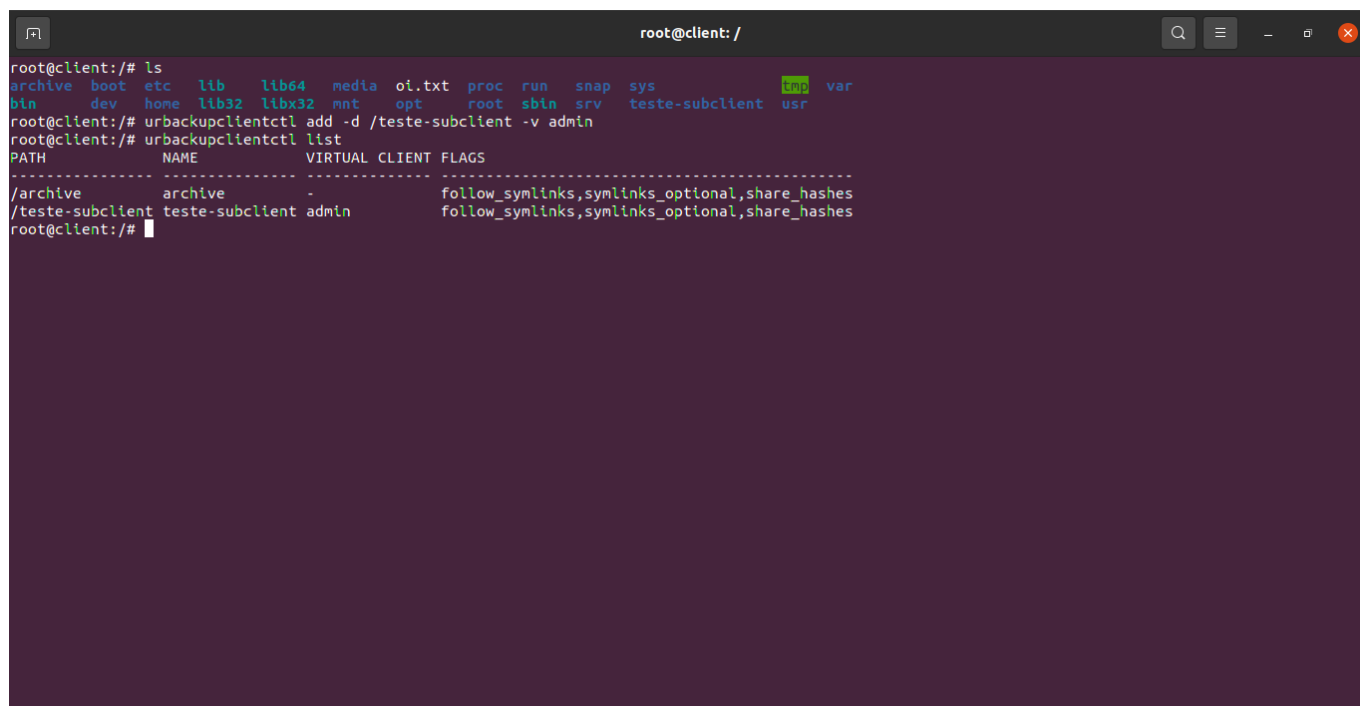 root@client: /
root@client:/# ls
archive  boot  etc   lib    lib64   media  oi.txt  proc  run   snap  sys              tmp  var
bin      dev   home  lib32  libx32  mnt    opt     root  sbin  srv   teste-subclient  usr
root@client:/# urbackupclientctl add -d /teste-subclient -v admin
root@client:/# urbackupclientctl list
PATH             NAME            VIRTUAL CLIENT FLAGS
---------------- --------------- -------------- ----------------------------------------------
/archive         archive         -              follow_symlinks,symlinks_optional,share_hashes
/teste-subclient teste-subclient admin          follow_symlinks,symlinks_optional,share_hashes
root@client:/#